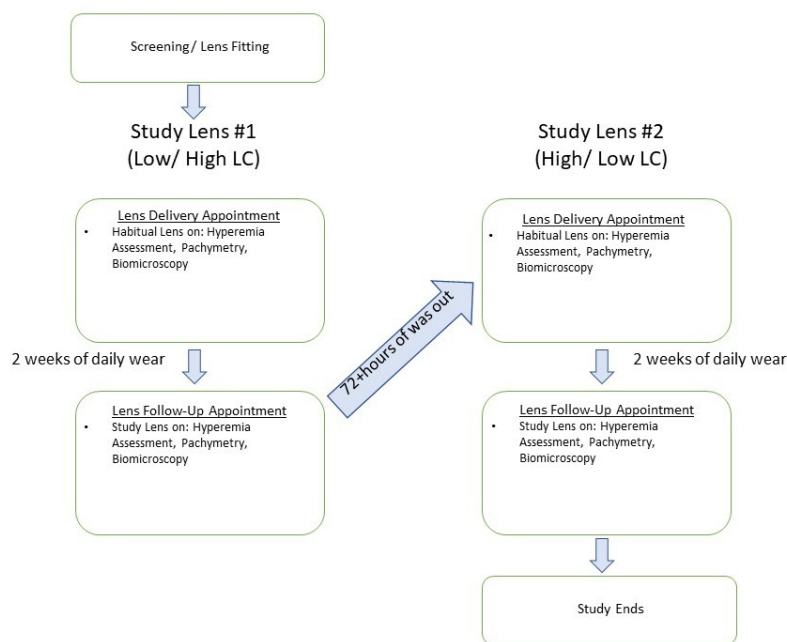 Screening/ Lens Fitting
Study Lens #1
(Low/ High LC)
Lens Delivery Appointment
• Habitual Lens on: Hyperemia
Assessment, Pachymetry,
Biomicroscopy
2 weeks of daily wear
Lens Follow-Up Appointment
• Study Lens on: Hyperemia
Assessment, Pachymetry,
Biomicroscopy
72+hours of was out
Study Lens #2
(High/ Low LC)
Lens Delivery Appointment
• Habitual Lens on: Hyperemia
Assessment, Pachymetry,
Biomicroscopy
2 weeks of daily wear
Lens Follow-Up Appointment
• Study Lens on: Hyperemia
Assessment, Pachymetry,
Biomicroscopy
Study Ends